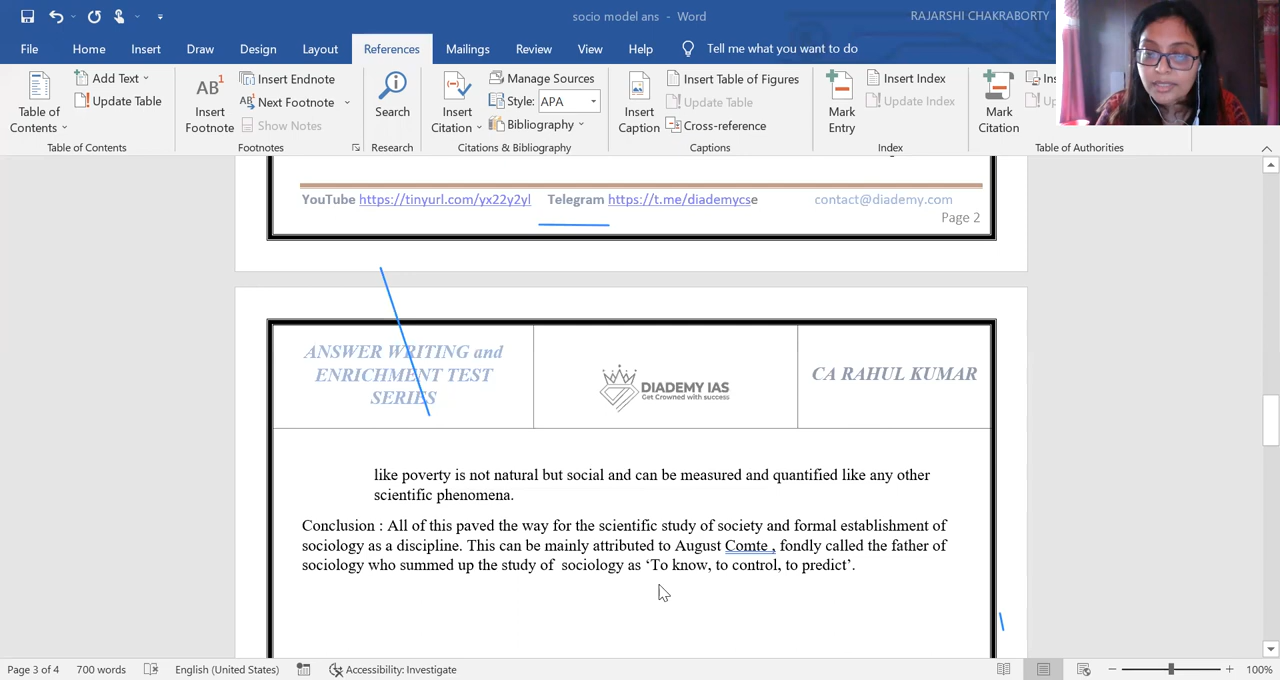 socio model ans - Word
RAJARSHI CHAKRABORTY
File Home Insert Draw Design Layout References Mailings Review View Help Tell me what you want to do
Table of Contents
Add Text
Update Table
Table of Contents
AB1
Insert Footnote
Insert Endnote
Next Footnote
Show Notes
Footnotes
Search
Research
Insert Citation
Manage Sources
Style: APA
Bibliography
Citations & Bibliography
Insert Caption
Insert Table of Figures
Update Table
Cross-reference
Captions
Mark Entry
Insert Index
Update Index
Index
Mark Citation
Table of Authorities
YouTube https://tinyurl.com/yx22y2yl Telegram https://t.me/diademycse contact@diademy.com
Page 2
ANSWER WRITING and
ENRICHMENT TEST
SERIES
DIADEMY IAS
Get Crowned with success
CA RAHUL KUMAR
like poverty is not natural but social and can be measured and quantified like any other
scientific phenomena.
Conclusion : All of this paved the way for the scientific study of society and formal establishment of
sociology as a discipline. This can be mainly attributed to August Comte , fondly called the father of
sociology who summed up the study of sociology as ‘To know, to control, to predict’.
Page 3 of 4 700 words English (United States) Accessibility: Investigate 100%